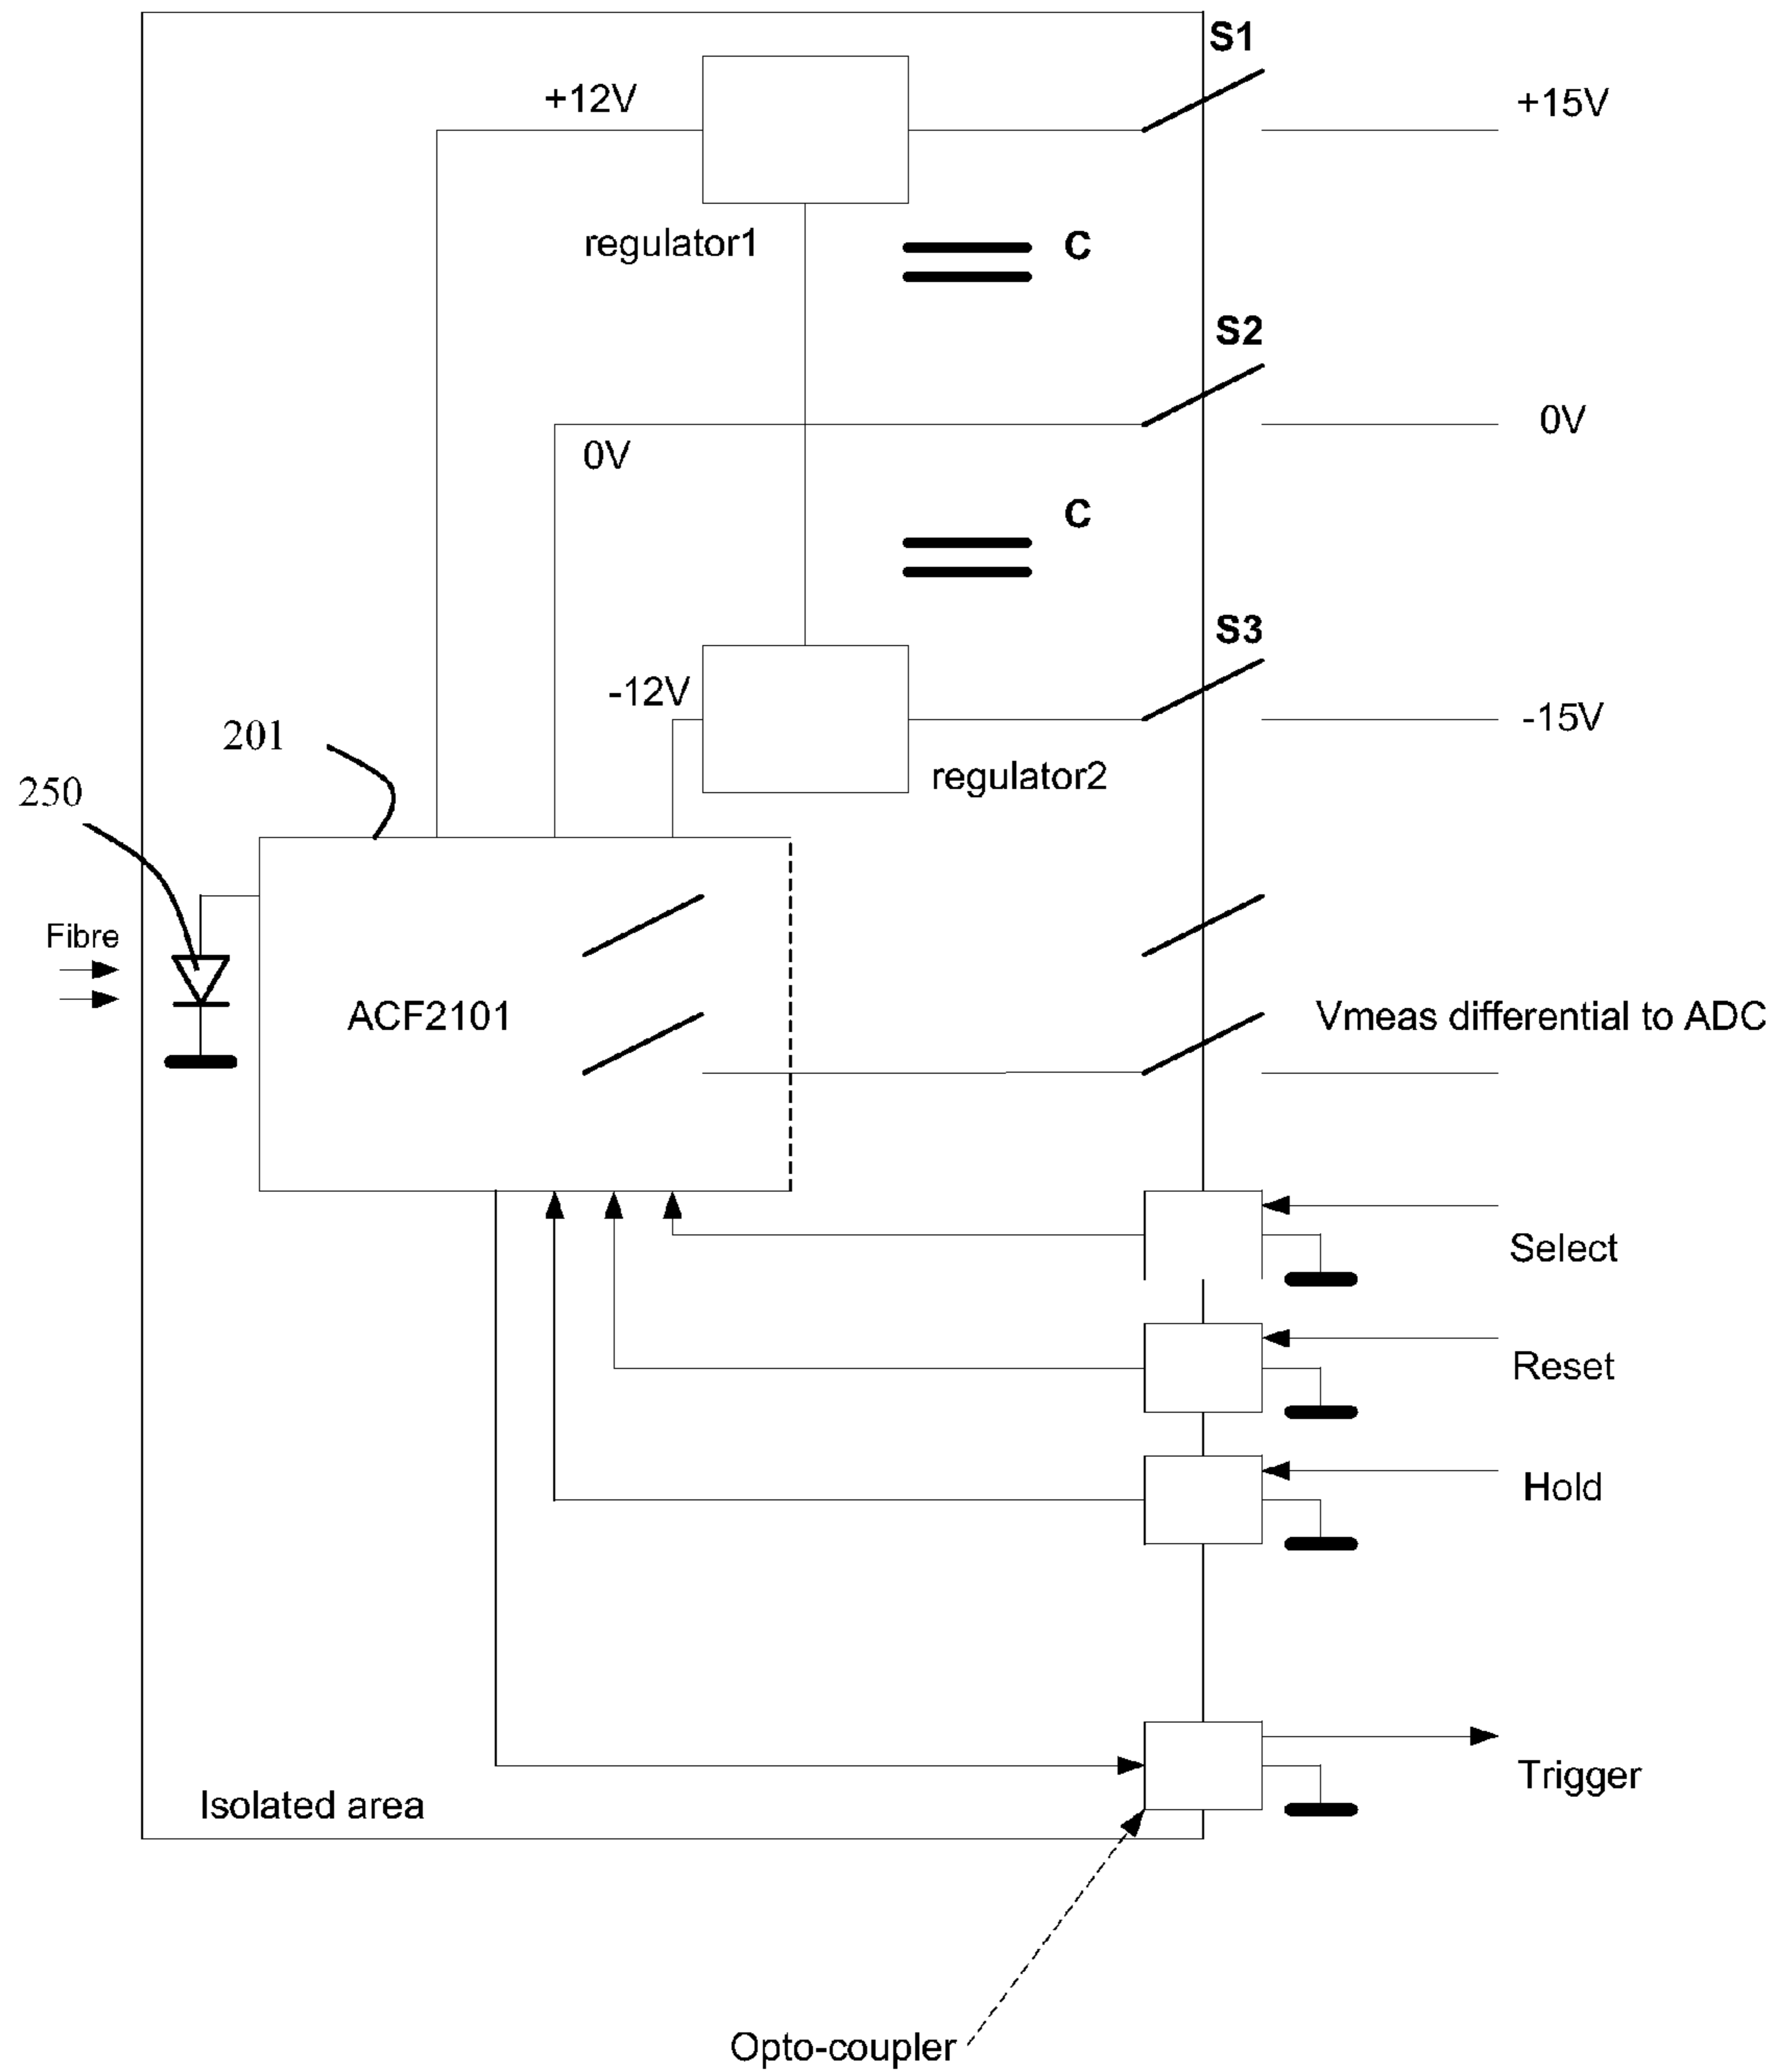 S1
+12V
+15V
regulator1
C
S2
0V
0V
C
S3
-12V
-15V
201
regulator2
250
Fibre
ACF2101
Vmeas differential to ADC
Select
Reset
Hold
Trigger
Isolated area
Opto-coupler